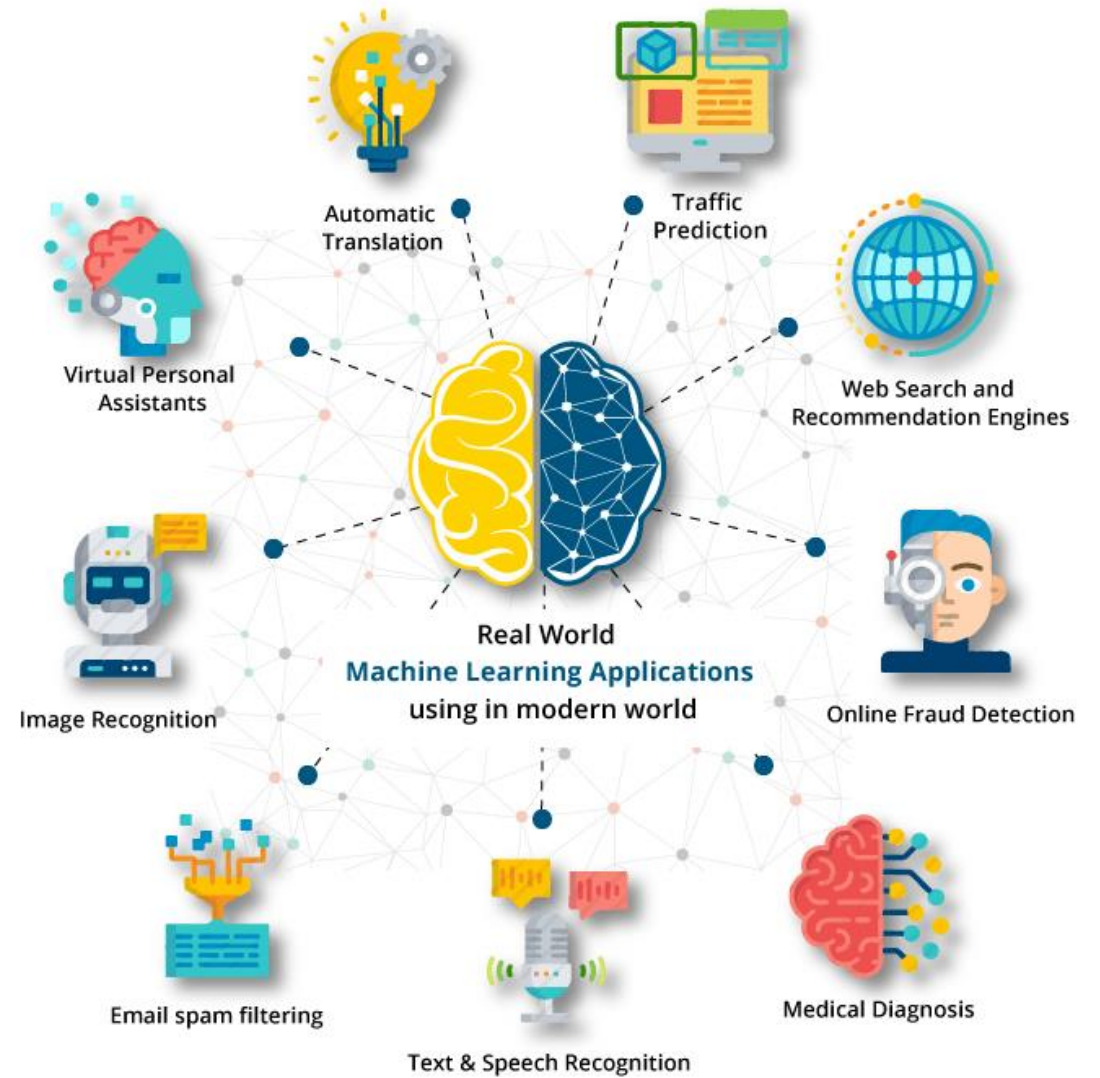 Automatic
Translation
Traffic
Prediction
Virtual Personal
Assistants
Web Search and
Recommendation Engines
Real World
Machine Learning Applications
using in modern world
Image Recognition
Online Fraud Detection
Email spam filtering
Text & Speech Recognition
Medical Diagnosis